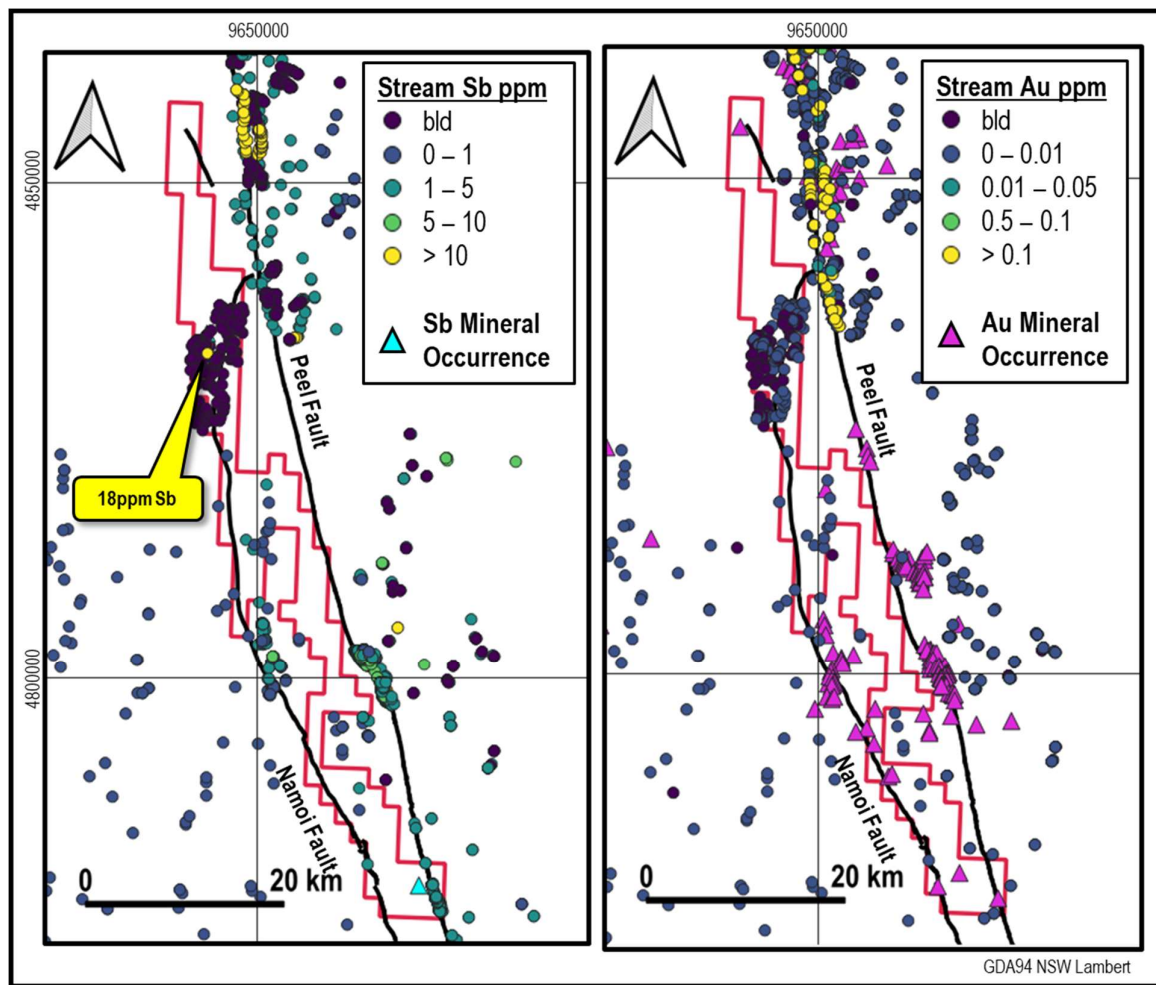 9650000
9650000
4850000
4800000
Stream Sb ppm
bld
0 – 1
1 – 5
5 – 10
> 10
Sb Mineral
Occurrence
Peel Fault
18ppm Sb
Namoi Fault
0
20 km
Stream Au ppm
bld
0 – 0.01
0.01 – 0.05
0.5 – 0.1
> 0.1
Au Mineral
Occurrence
Peel Fault
Namoi Fault
0
20 km
GDA94 NSW Lambert